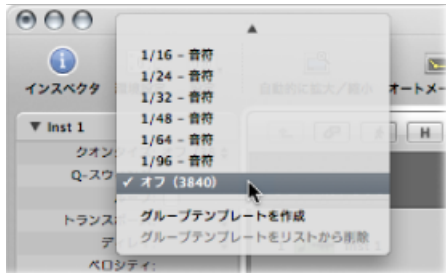 1/16 – 音符
1/24 – 音符
インスペクタ
1/32 – 音符
自動的に拡大／縮小
オートメー
1/48 – 音符
▼ Inst 1
1/64 – 音符
H
クオン
1/96 – 音符
Q-スウ
✓ オフ（3840）
トランス
グループテンプレートを作成
グループテンプレートをリストから削除
ベロシティ: